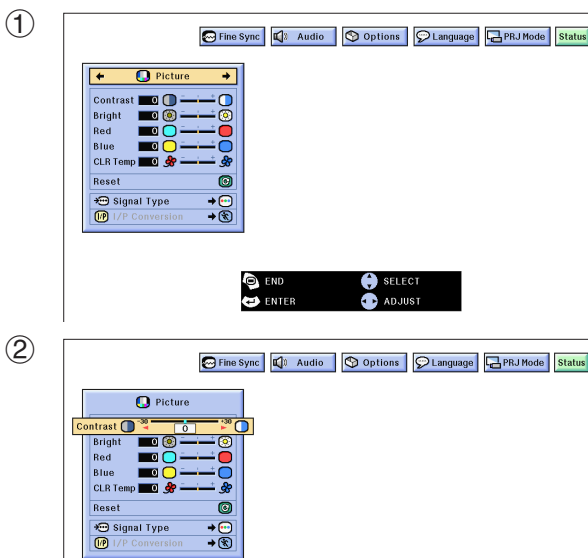 ①
Fine Sync Audio Options Language PRJ Mode Status
Picture
Contrast 0 - +
Bright 0 - +
Red 0 - +
Blue 0 - +
CLR Temp 0 - +
Reset
Signal Type
I/P I/P Conversion
END SELECT
ENTER ADJUST
②
Fine Sync Audio Options Language PRJ Mode Status
Picture
Contrast -30 0 +30
Bright 0 - +
Red 0 - +
Blue 0 - +
CLR Temp 0 - +
Reset
Signal Type
I/P I/P Conversion